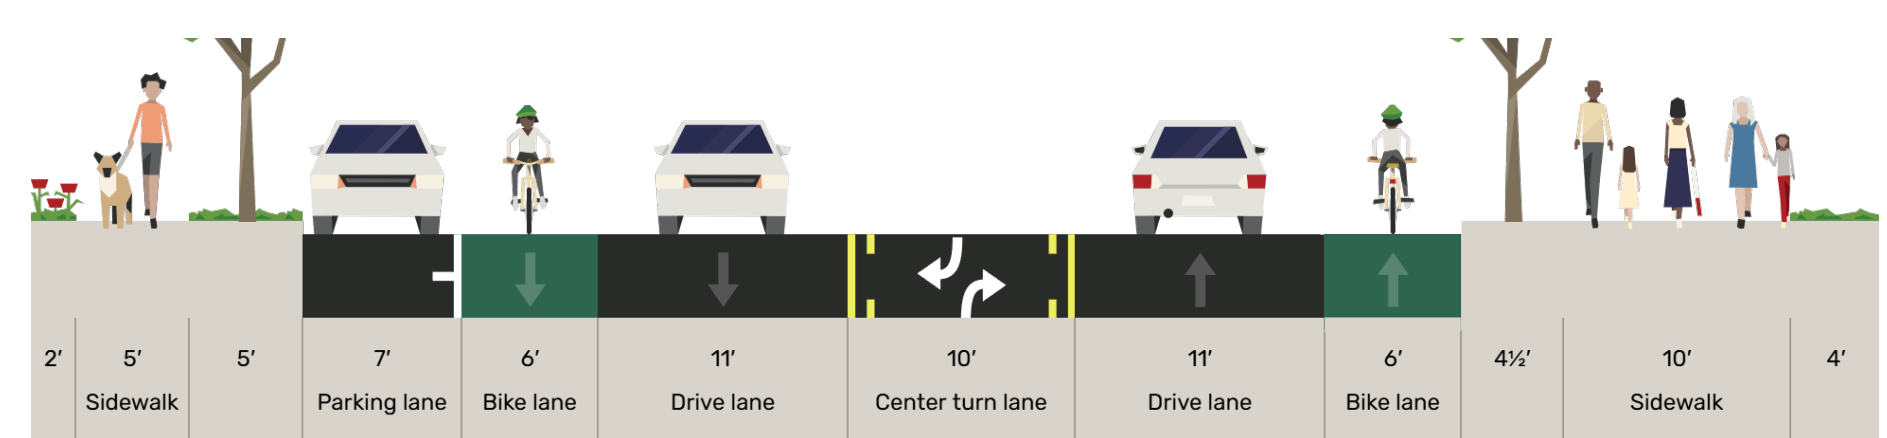 2′ 5′ 5′ 7′ 6′ 11′ 10′ 11′ 6′ 4½′ 10′ 4′
Sidewalk Parking lane Bike lane Drive lane Center turn lane Drive lane Bike lane Sidewalk